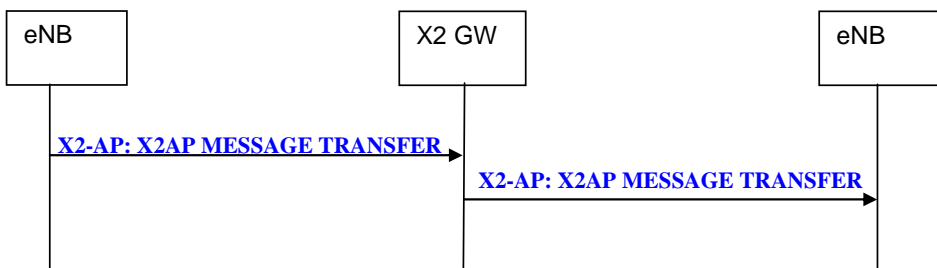 eNB
X2 GW
eNB
X2-AP: X2AP MESSAGE TRANSFER
X2-AP: X2AP MESSAGE TRANSFER